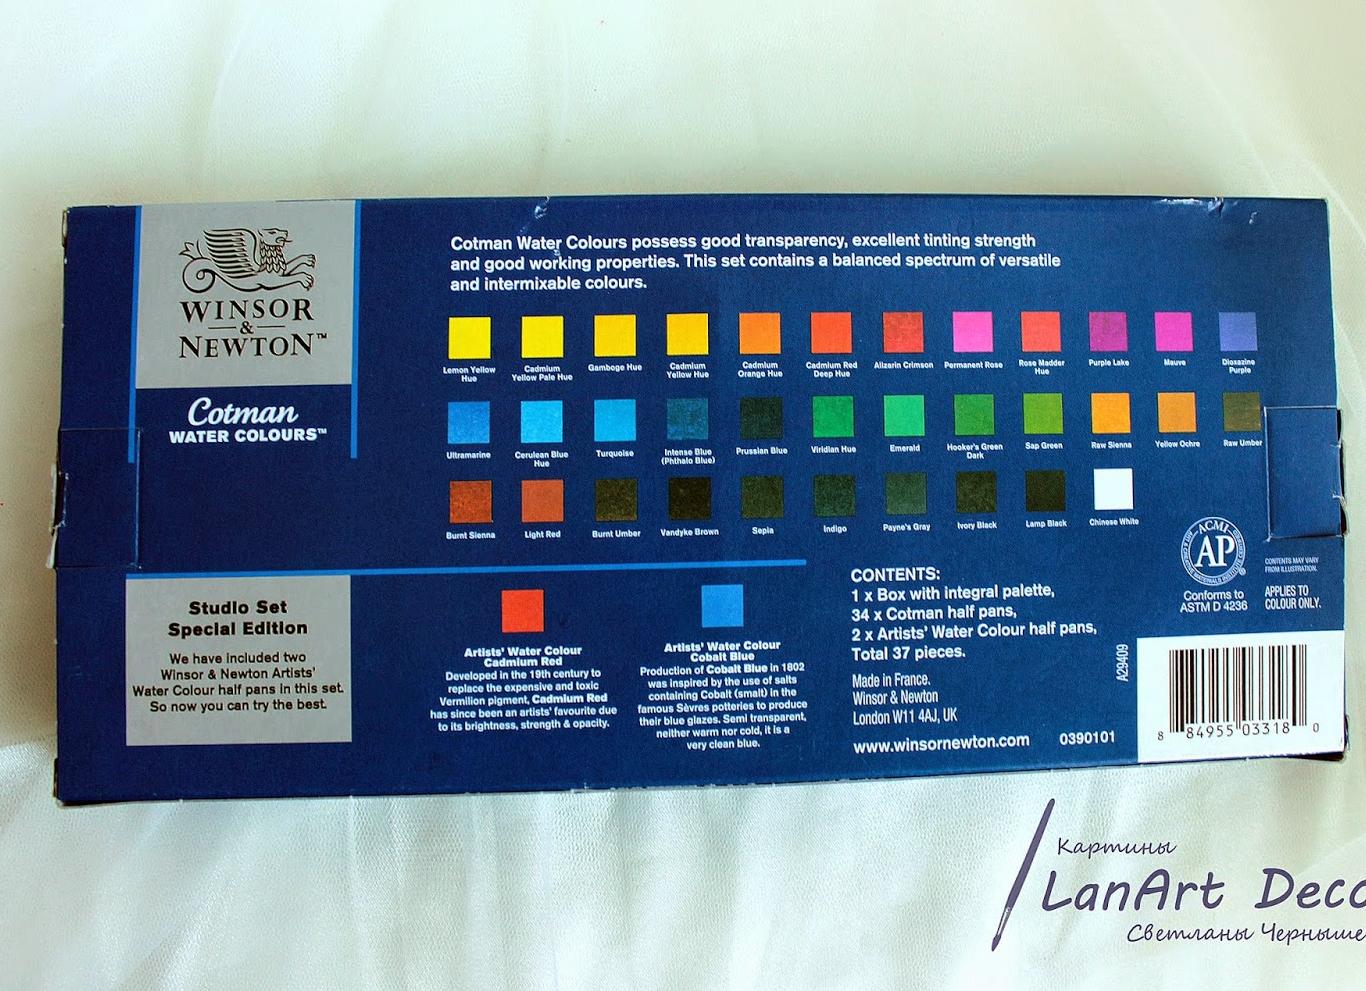 WINSOR
&
NEWTON™
Cotman
WATER COLOURS™
Cotman Water Colours possess good transparency, excellent tinting strength
and good working properties. This set contains a balanced spectrum of versatile
and intermixable colours.
Lemon Yellow
Hue
Cadmium
Yellow Pale Hue
Gamboge Hue
Cadmium
Yellow Hue
Cadmium
Orange Hue
Cadmium Red
Deep Hue
Alizarin Crimson
Permanent Rose
Rose Madder
Hue
Purple Lake
Mauve
Dioxazine
Purple
Ultramarine
Cerulean Blue
Hue
Turquoise
Intense Blue
(Phthalo Blue)
Prussian Blue
Viridian Hue
Emerald
Hooker's Green
Dark
Sap Green
Raw Sienna
Yellow Ochre
Raw Umber
Burnt Sienna
Light Red
Burnt Umber
Vandyke Brown
Sepia
Indigo
Payne's Gray
Ivory Black
Lamp Black
Chinese White
Studio Set
Special Edition
We have included two
Winsor & Newton Artists'
Water Colour half pans in this set.
So now you can try the best.
Artists' Water Colour
Cadmium Red
Developed in the 19th century to
replace the expensive and toxic
Vermilion pigment, Cadmium Red
has since been an artists' favourite due
to its brightness, strength & opacity.
Artists' Water Colour
Cobalt Blue
Production of Cobalt Blue in 1802
was inspired by the use of salts
containing Cobalt (smalt) in the
famous Sèvres potteries to produce
their blue glazes. Semi transparent,
neither warm nor cold, it is a
very clean blue.
CONTENTS:
1 x Box with integral palette,
34 x Cotman half pans,
2 x Artists' Water Colour half pans,
Total 37 pieces.
Made in France.
Winsor & Newton
London W11 4AJ, UK
www.winsornewton.com
0390101
A29409
ACMI
AP
Conforms to
ASTM D 4236
CONTENTS MAY VARY
FROM ILLUSTRATION.
APPLIES TO
COLOUR ONLY.
8 84955 03318 0
Картины
LanArt Deco
Светланы Черныше